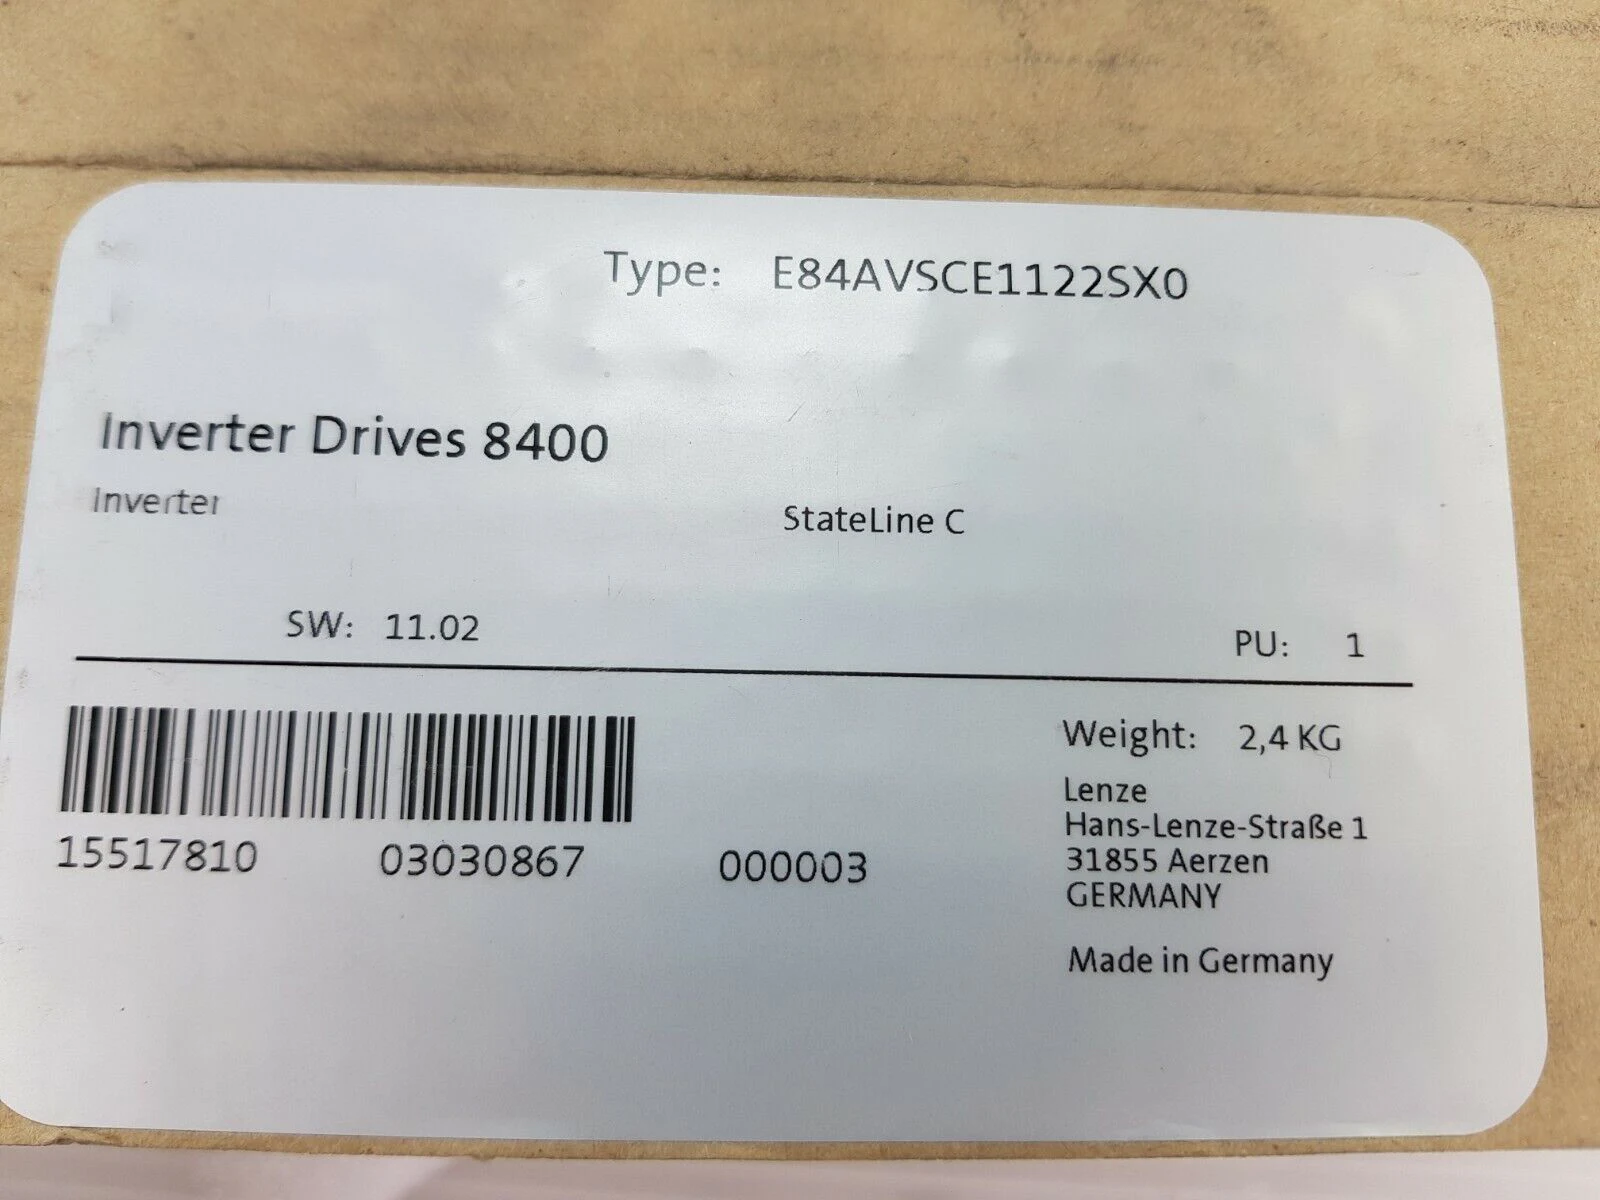 Type: E84AVSCE1122SX0
Inverter Drives 8400
Inverter StateLine C
SW: 11.02 PU: 1
Weight: 2,4 KG
15517810 03030867 000003
Lenze
Hans-Lenze-Straße 1
31855 Aerzen
GERMANY
Made in Germany